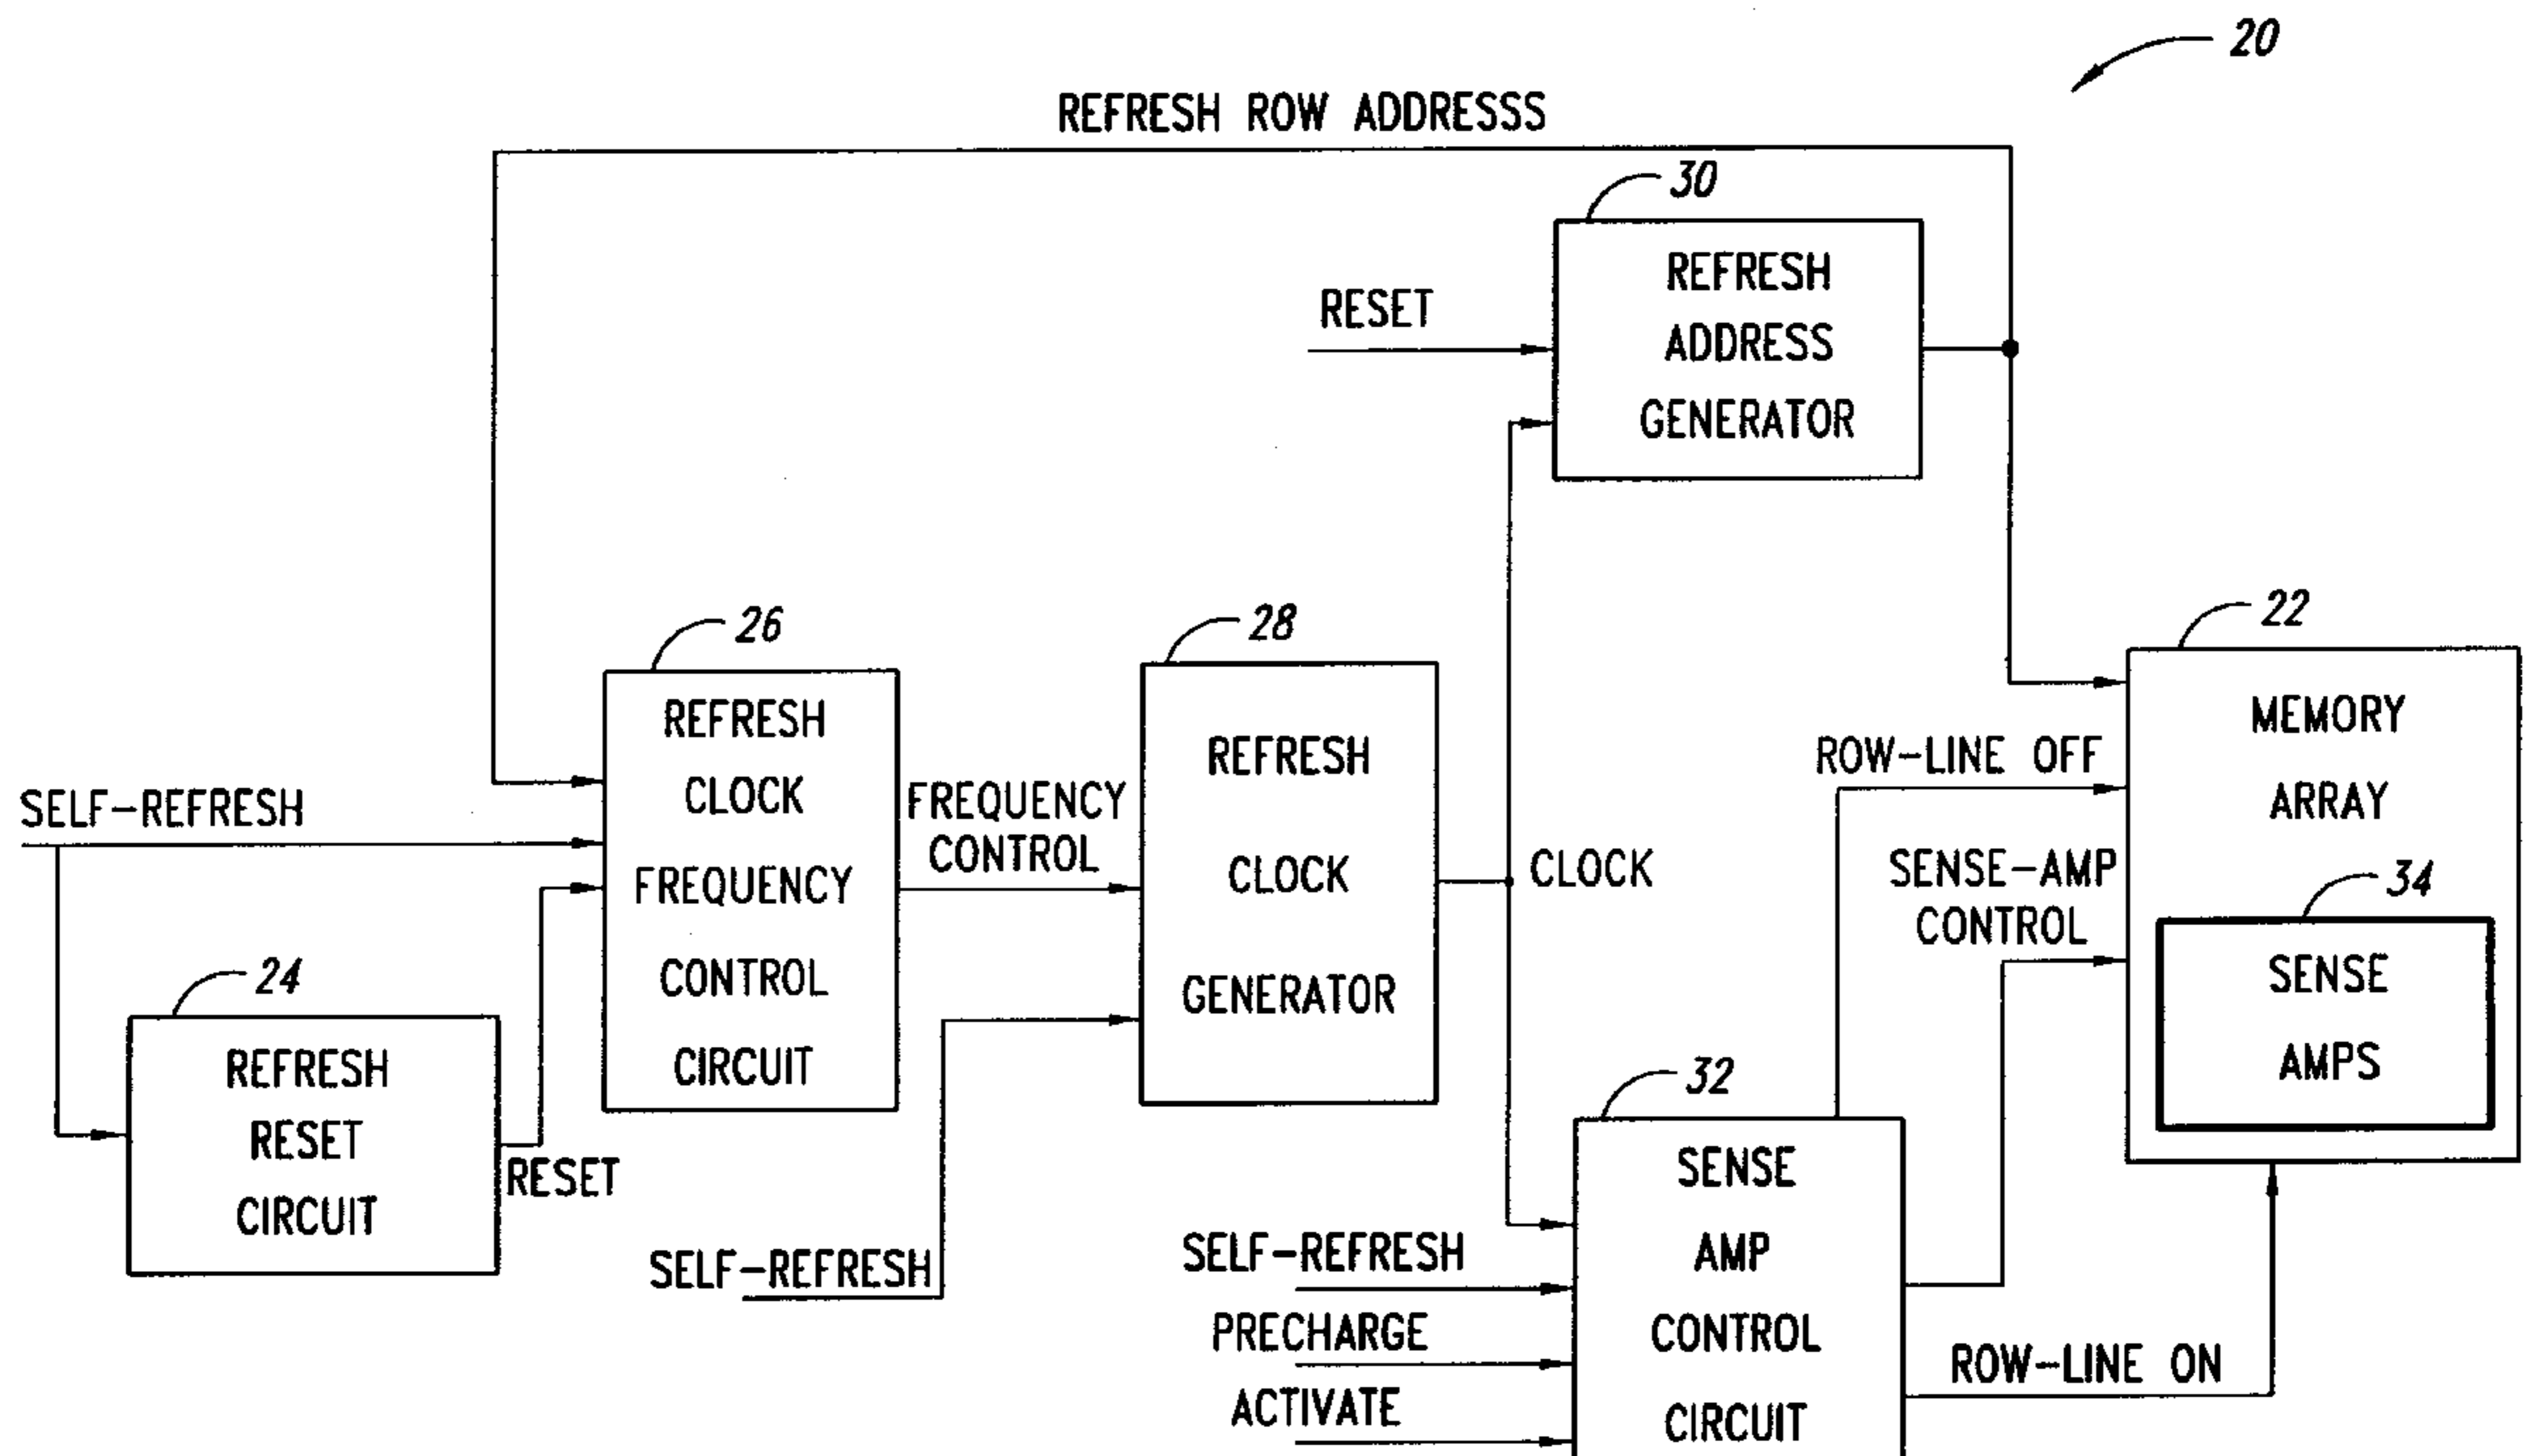 20
REFRESH ROW ADDRESSS
30
REFRESH
ADDRESS
GENERATOR
RESET
26
REFRESH
CLOCK
FREQUENCY
CONTROL
CIRCUIT
28
REFRESH
CLOCK
GENERATOR
22
MEMORY
ARRAY
34
SENSE
AMPS
SELF-REFRESH
FREQUENCY
CONTROL
CLOCK
ROW-LINE OFF
SENSE-AMP
CONTROL
24
REFRESH
RESET
CIRCUIT
RESET
SELF-REFRESH
32
SENSE
AMP
CONTROL
CIRCUIT
SELF-REFRESH
PRECHARGE
ACTIVATE
ROW-LINE ON